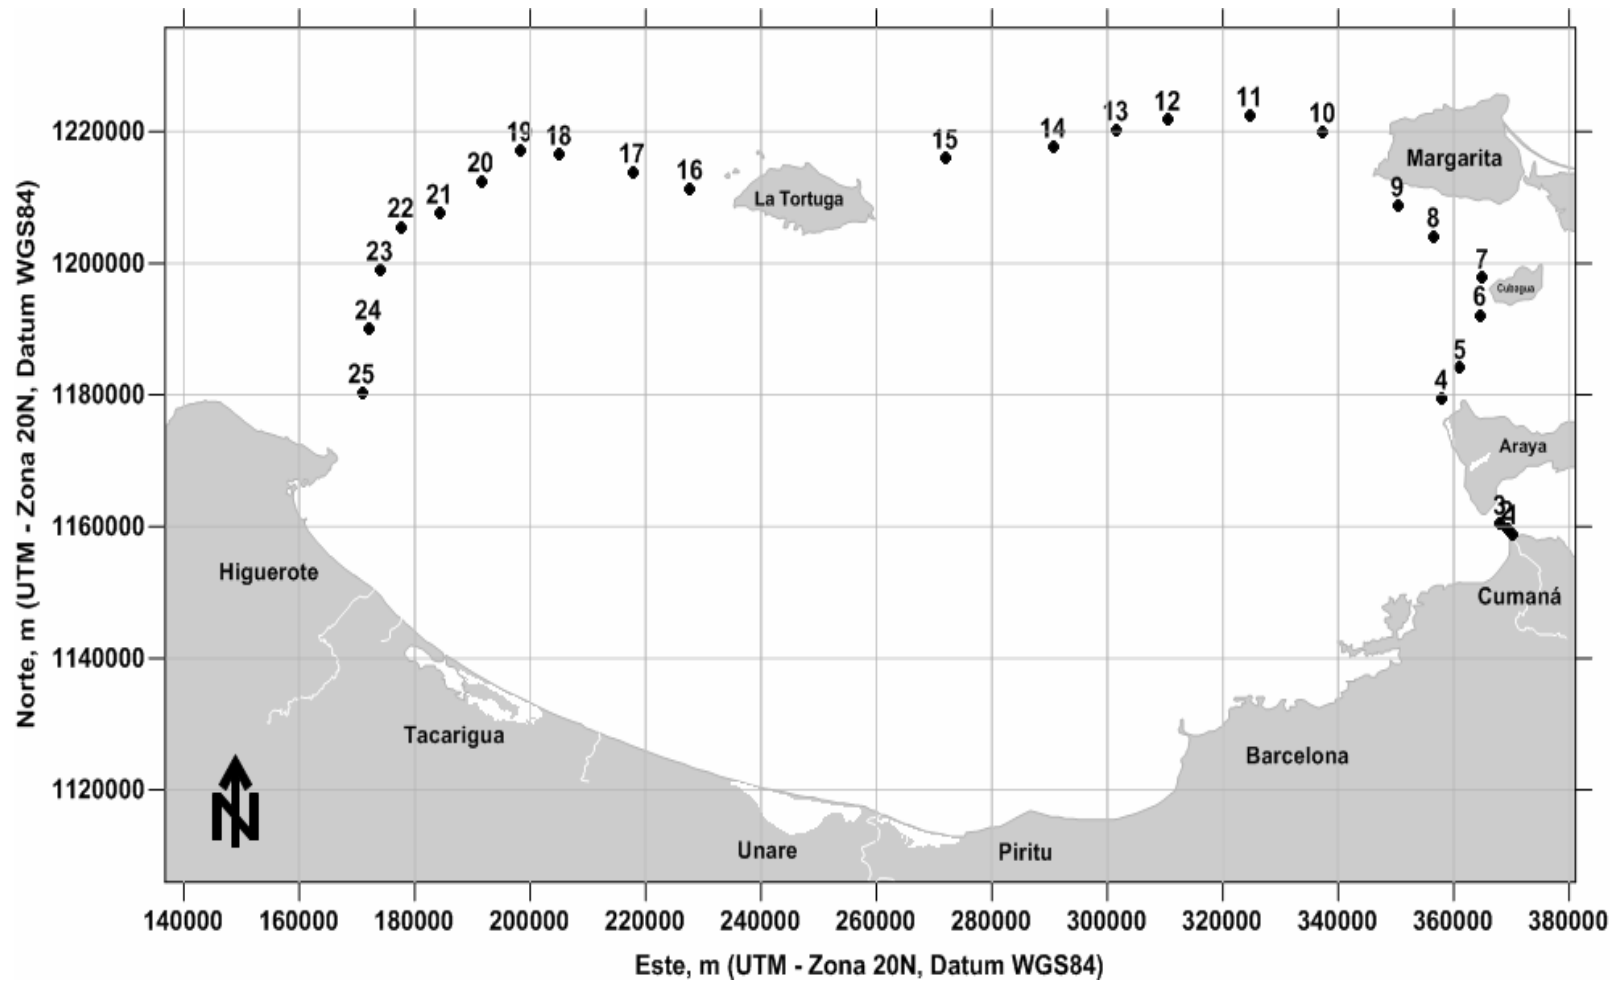 11
12
13
10
19
18
14
15
17
20
16
Margarita
21
La Tortuga
9
22
8
23
7
Cubagua
6
24
5
25
4
Araya
3
2
1
Higuerote
Cumaná
Tacarigua
Barcelona
N
Unare
Piritu
1220000
1200000
1180000
1160000
1140000
1120000
Norte, m (UTM - Zona 20N, Datum WGS84)
140000 160000 180000 200000 220000 240000 260000 280000 300000 320000 340000 360000 380000
Este, m (UTM - Zona 20N, Datum WGS84)